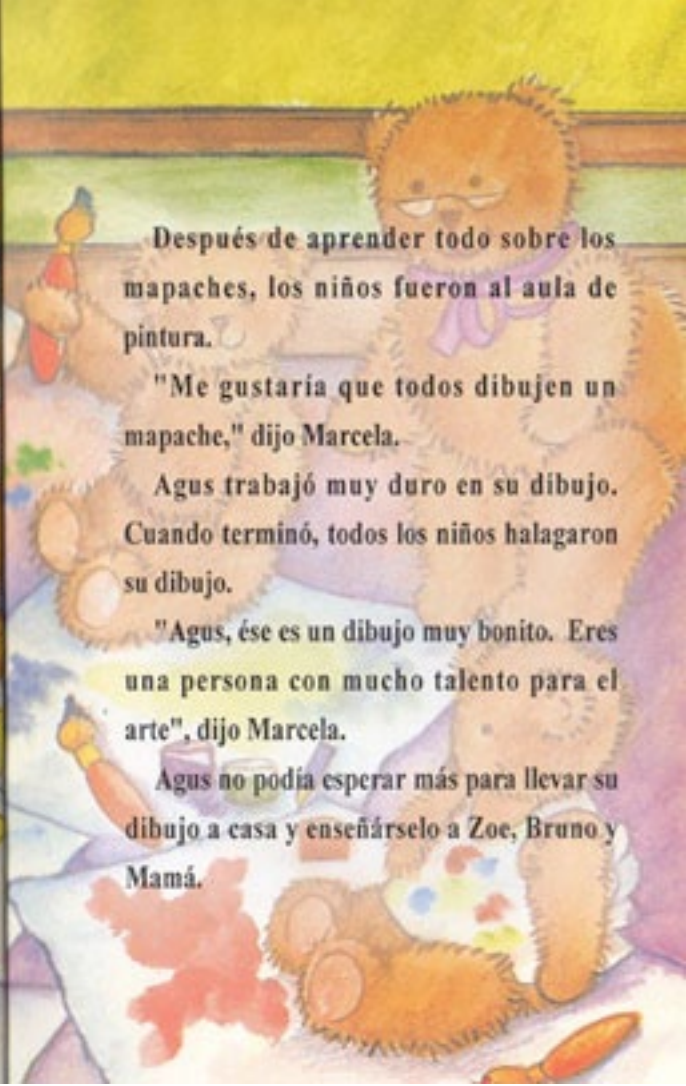 Después de aprender todo sobre los
mapaches, los niños fueron al aula de
pintura.
"Me gustaría que todos dibujen un
mapache," dijo Marcela.
Agus trabajó muy duro en su dibujo.
Cuando terminó, todos los niños halagaron
su dibujo.
"Agus, ése es un dibujo muy bonito. Eres
una persona con mucho talento para el
arte", dijo Marcela.
Agus no podía esperar más para llevar su
dibujo a casa y enseñárselo a Zoe, Bruno y
Mamá.